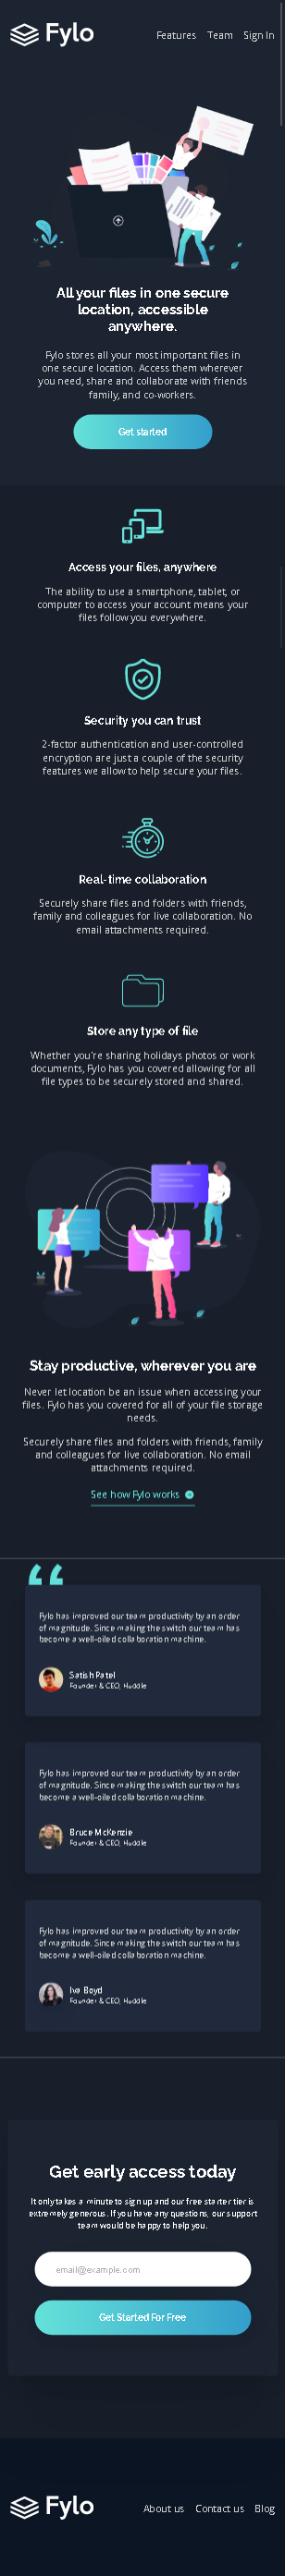 Fylo
Features Team Sign In
All your files in one secure
location, accessible
anywhere.
Fylo stores all your most important files in
one secure location. Access them wherever
you need, share and collaborate with friends
family, and co-workers.
Get started
Access your files, anywhere
The ability to use a smartphone, tablet, or
computer to access your account means your
files follow you everywhere.
Security you can trust
2-factor authentication and user-controlled
encryption are just a couple of the security
features we allow to help secure your files.
Real-time collaboration
Securely share files and folders with friends,
family and colleagues for live collaboration. No
email attachments required.
Store any type of file
Whether you're sharing holidays photos or work
documents, Fylo has you covered allowing for all
file types to be securely stored and shared.
Stay productive, wherever you are
Never let location be an issue when accessing your
files. Fylo has you covered for all of your file storage
needs.
Securely share files and folders with friends, family
and colleagues for live collaboration. No email
attachments required.
See how Fylo works
“
Fylo has improved our team productivity by an order
of magnitude. Since making the switch our team has
become a well-oiled collaboration machine.
Satish Patel
Founder & CEO, Huddle
Fylo has improved our team productivity by an order
of magnitude. Since making the switch our team has
become a well-oiled collaboration machine.
Bruce McKenzie
Founder & CEO, Huddle
Fylo has improved our team productivity by an order
of magnitude. Since making the switch our team has
become a well-oiled collaboration machine.
Iva Boyd
Founder & CEO, Huddle
Get early access today
It only takes a minute to sign up and our free starter tier is
extremely generous. If you have any questions, our support
team would be happy to help you.
email@example.com
Get Started For Free
Fylo
About us Contact us Blog